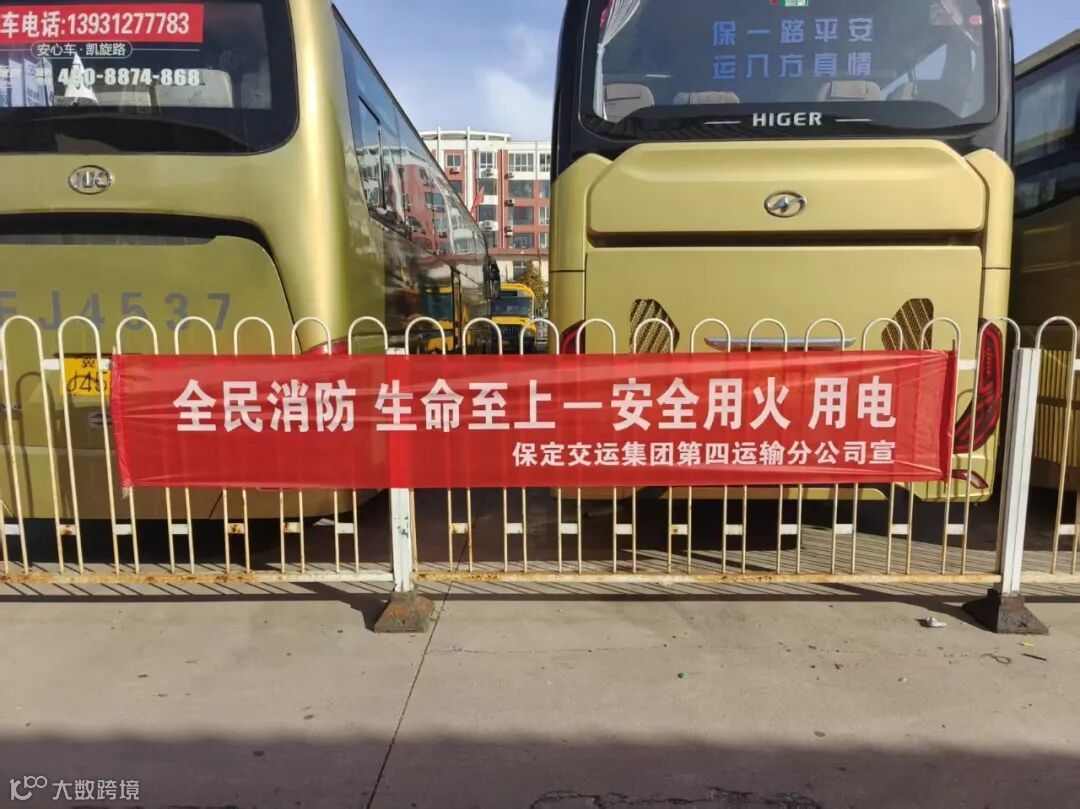 车电话:13931277783
安心车·凯旋路
400-8874-868
保一路平安
运八方真情
HIGER
FJ4537
冀
J45
全民消防 生命至上—安全用火 用电
保定交运集团第四运输分公司宣
大数跨境